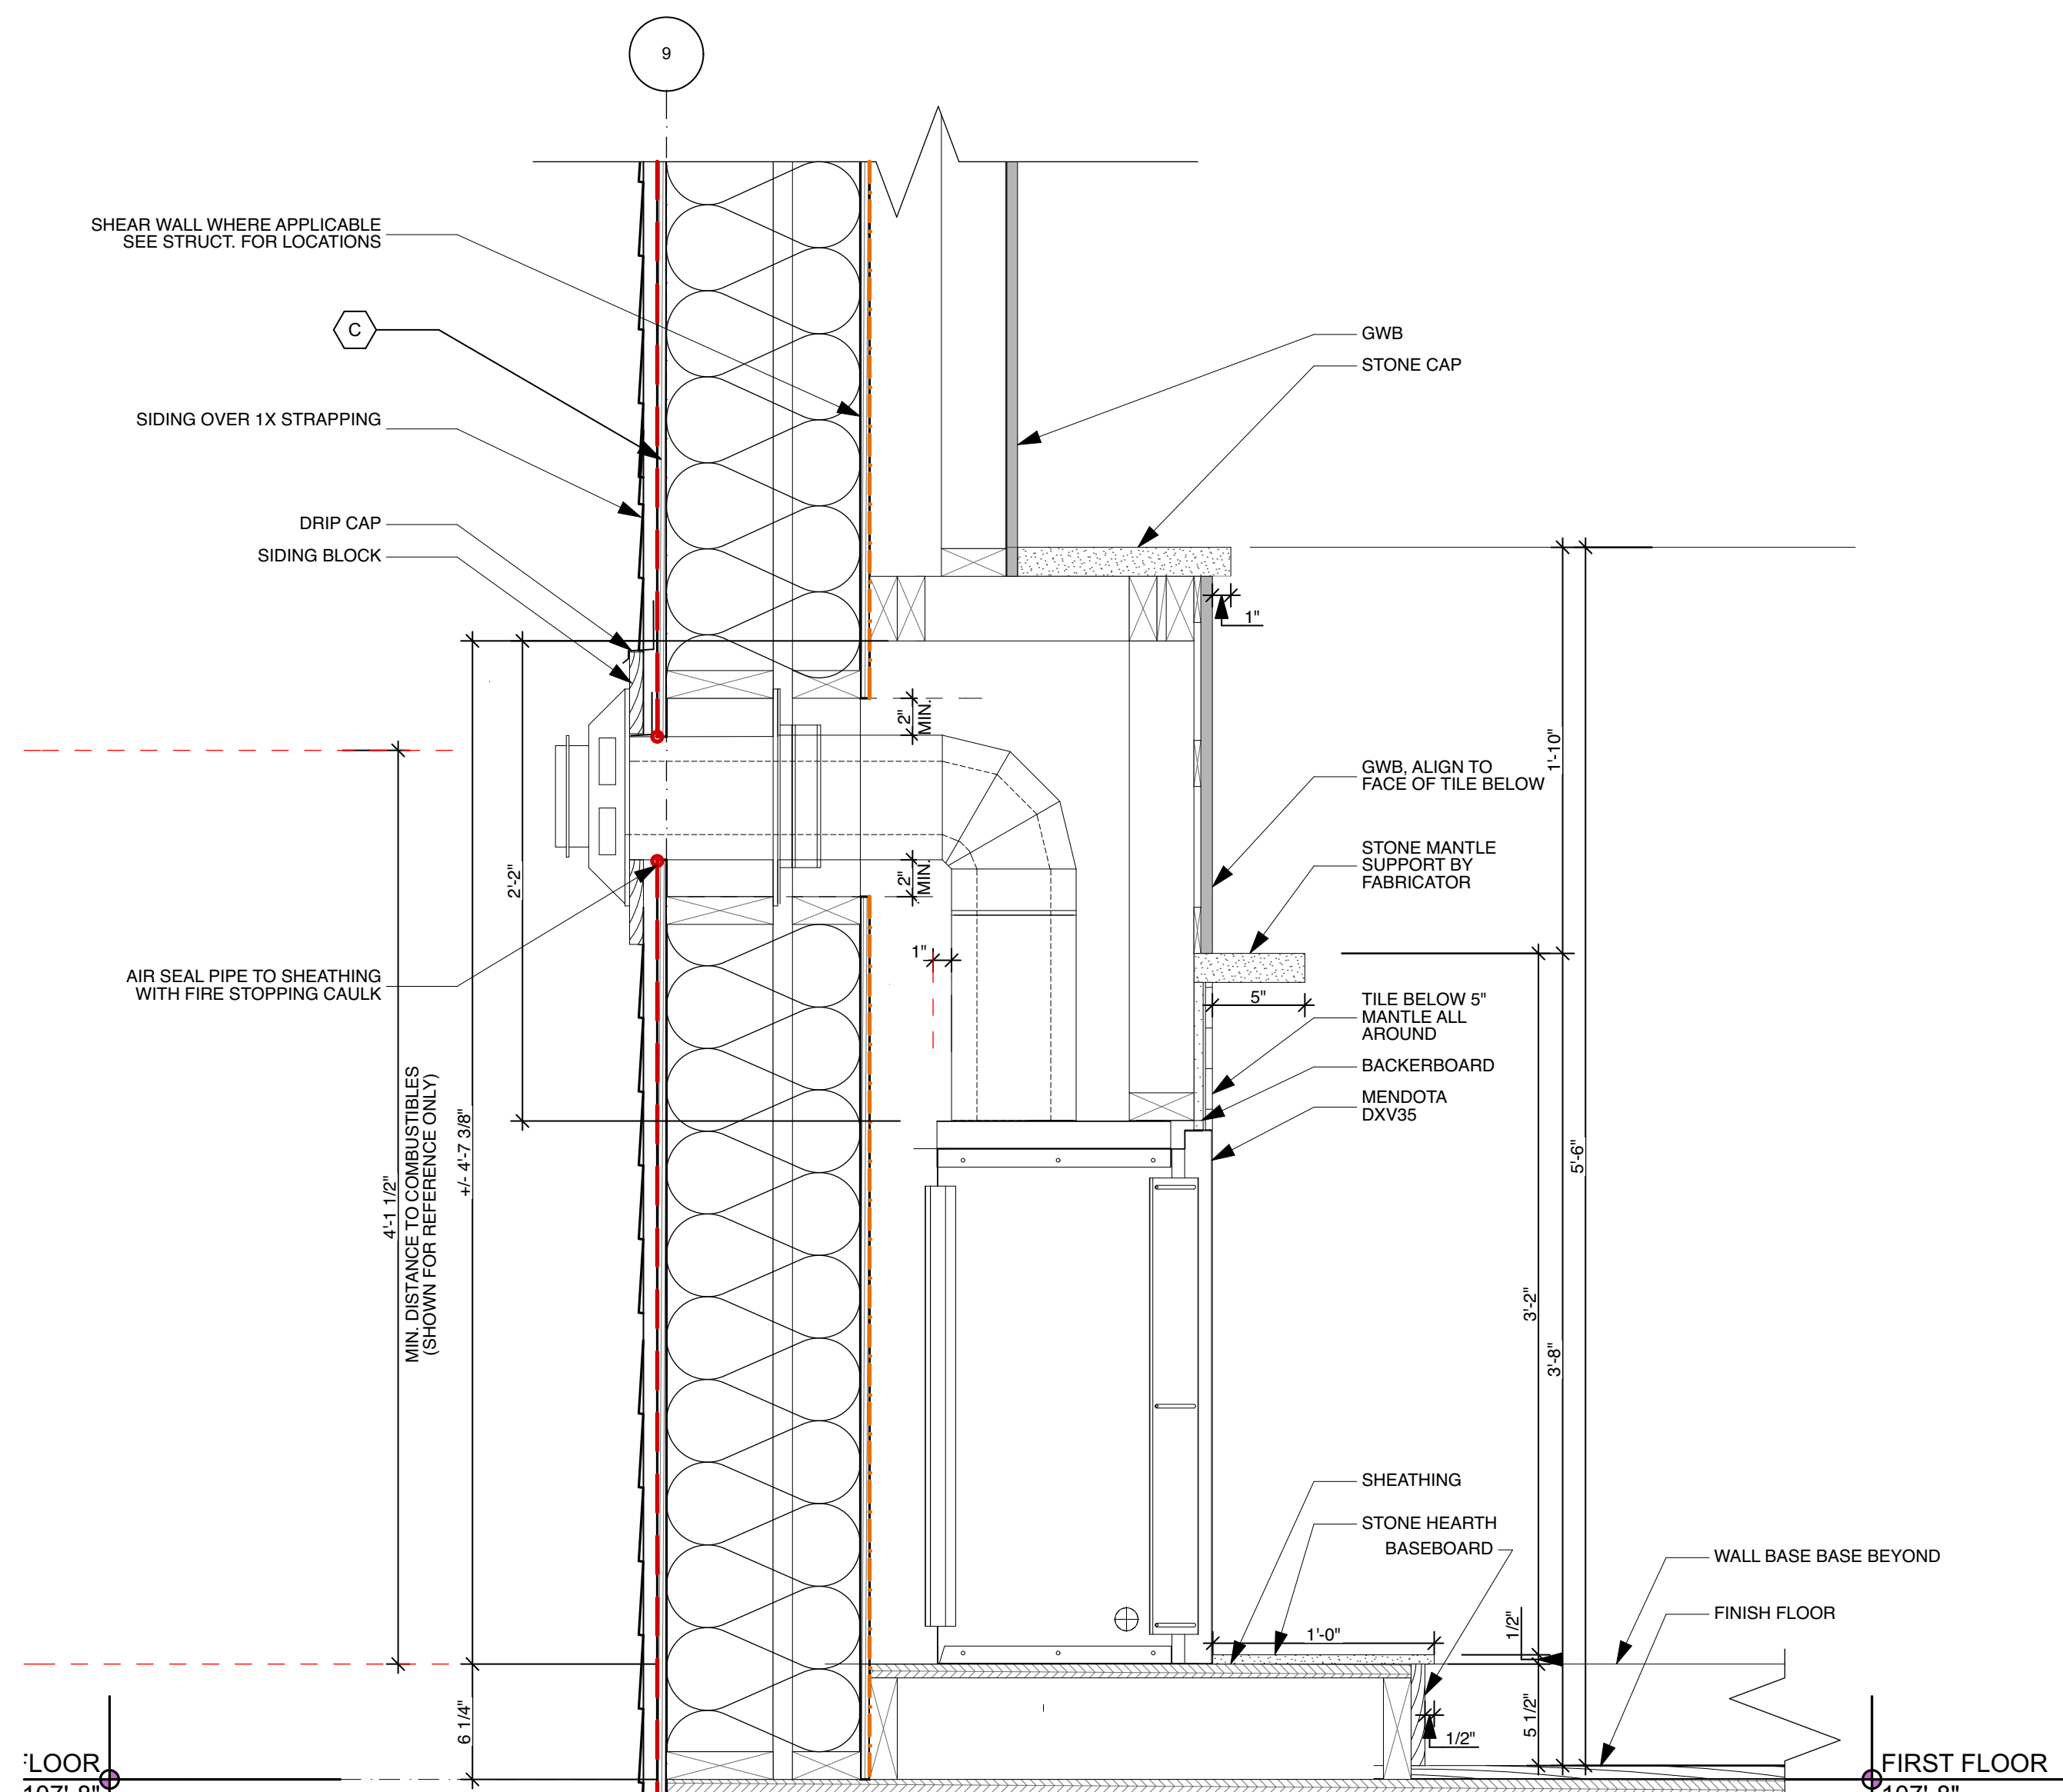 9
SHEAR WALL WHERE APPLICABLE
SEE STRUCT. FOR LOCATIONS
C
GWB
STONE CAP
SIDING OVER 1X STRAPPING
DRIP CAP
SIDING BLOCK
1"
2"
MIN.
1'-10"
GWB, ALIGN TO
FACE OF TILE BELOW
STONE MANTLE
SUPPORT BY
FABRICATOR
2'-2"
2"
MIN.
1"
AIR SEAL PIPE TO SHEATHING
WITH FIRE STOPPING CAULK
5"
TILE BELOW 5"
MANTLE ALL
AROUND
BACKERBOARD
MENDOTA
DXV35
4'-1 1/2"
MIN. DISTANCE TO COMBUSTIBLES
(SHOWN FOR REFERENCE ONLY)
+/- 4'-7 3/8"
5'-6"
3'-2"
3'-8"
SHEATHING
STONE HEARTH
BASEBOARD
WALL BASE BASE BEYOND
FINISH FLOOR
1'-0"
1/2"
6 1/4"
5 1/2"
1/2"
FLOOR
107'-8"
FIRST FLOOR
107'-8"